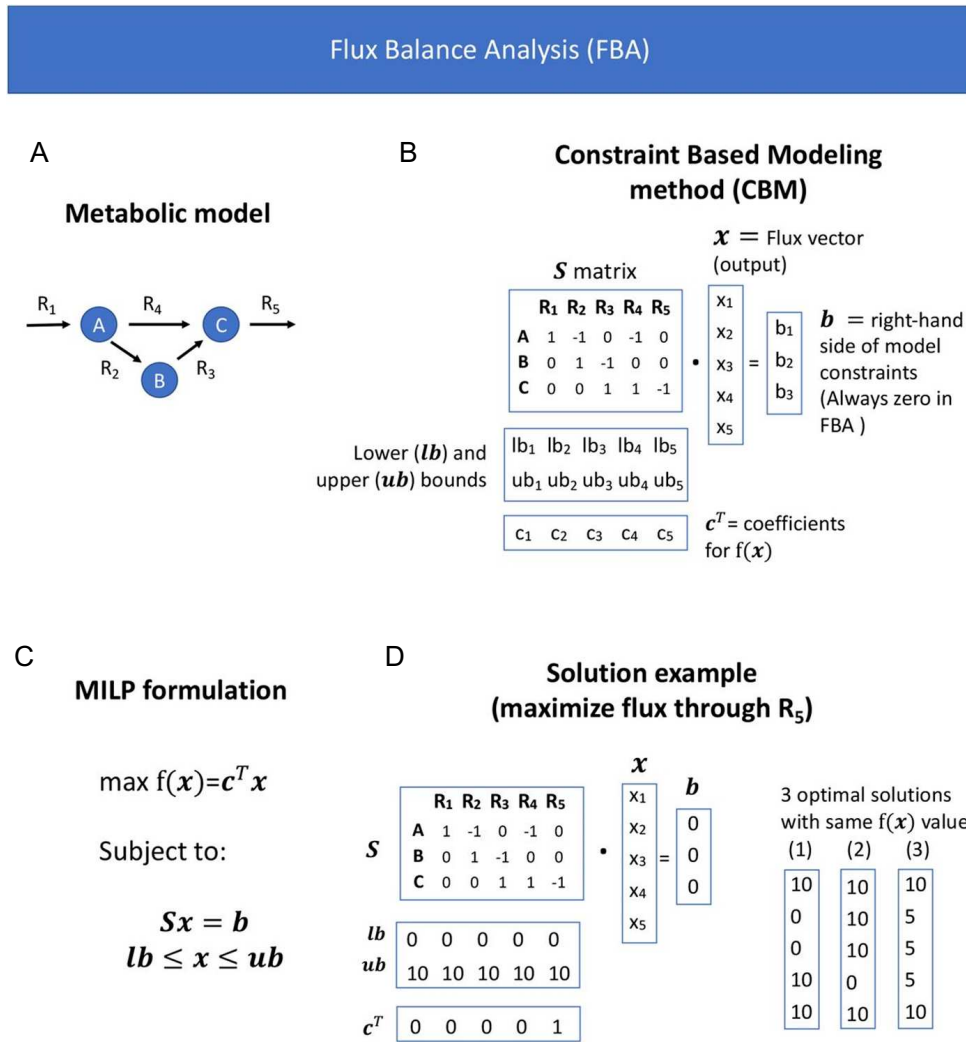 Flux Balance Analysis (FBA)
A
Metabolic model
R₁
R₄
R₅
A
C
R₂
R₃
B
B
Constraint Based Modeling
method (CBM)
x = Flux vector
(output)
S matrix
R₁ R₂ R₃ R₄ R₅
A 1 -1 0 -1 0
B 0 1 -1 0 0
C 0 0 1 1 -1
•
x₁
x₂
x₃
x₄
x₅
=
b₁
b₂
b₃
b = right-hand
side of model
constraints
(Always zero in
FBA )
Lower (lb) and
upper (ub) bounds
lb₁ lb₂ lb₃ lb₄ lb₅
ub₁ ub₂ ub₃ ub₄ ub₅
c₁ c₂ c₃ c₄ c₅
cᵀ = coefficients
for f(x)
C
MILP formulation
max f(x)=cᵀx
Subject to:
Sx = b
lb ≤ x ≤ ub
D
Solution example
(maximize flux through R₅)
S
R₁ R₂ R₃ R₄ R₅
A 1 -1 0 -1 0
B 0 1 -1 0 0
C 0 0 1 1 -1
•
x
x₁
x₂
x₃
x₄
x₅
=
b
0
0
0
lb 0 0 0 0 0
ub 10 10 10 10 10
cᵀ 0 0 0 0 1
3 optimal solutions
with same f(x) value
(1) (2) (3)
10 10 10
0 10 5
0 10 5
10 0 5
10 10 10